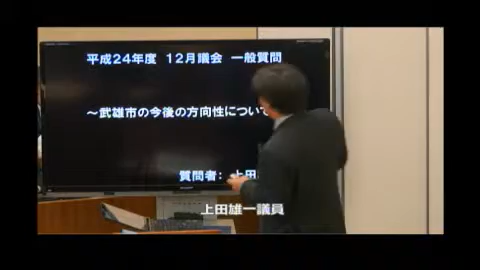 平成24年度 12月議会 一般質問
～武雄市の今後の方向性につい
質問者: 上田
上田雄一議員